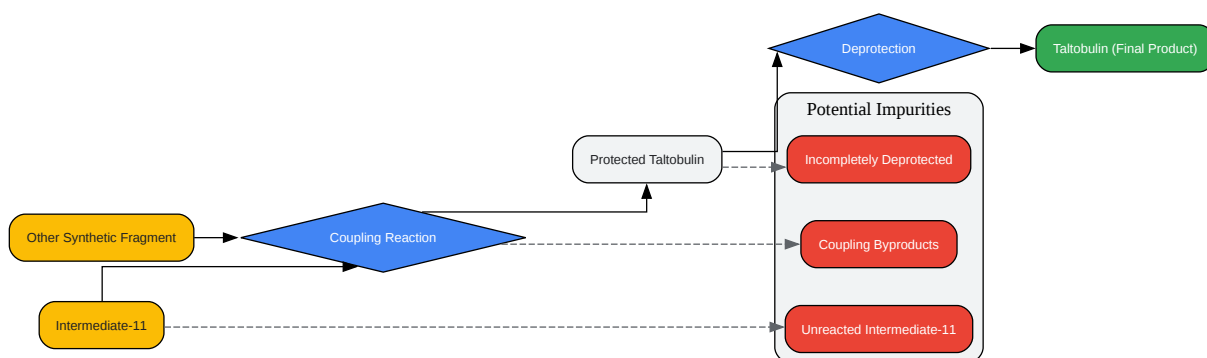 Deprotection
Taltobulin (Final Product)
Potential Impurities
Protected Taltobulin
Incompletely Deprotected
Other Synthetic Fragment
Coupling Reaction
Coupling Byproducts
Intermediate-11
Unreacted Intermediate-11